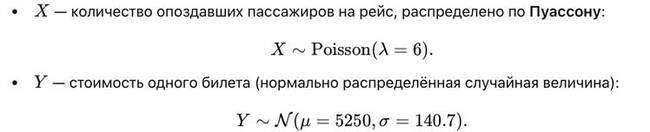 • X — количество опоздавших пассажиров на рейс, распределено по Пуассону:
X ∼ Poisson(λ = 6).
• Y — стоимость одного билета (нормально распределённая случайная величина):
Y ∼ 𝒩(μ = 5250, σ = 140.7).